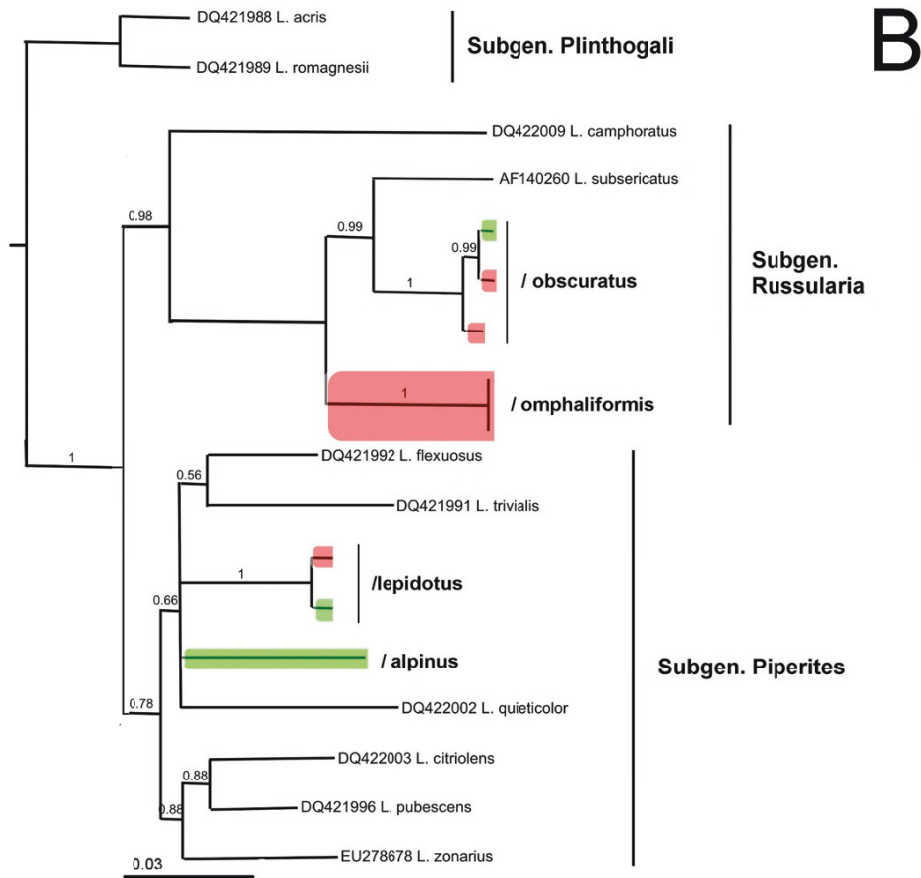 B
DQ421988 L. acris
Subgen. Plinthogali
DQ421989 L. romagnesii
DQ422009 L. camphoratus
AF140260 L. subsericatus
0.98
0.99
0.99
/ obscuratus
Subgen.
Russularia
1
1
/ omphaliformis
1
DQ421992 L. flexuosus
0.56
DQ421991 L. trivialis
1
/lepidotus
0.66
/ alpinus
Subgen. Piperites
0.78
DQ422002 L. quieticolor
DQ422003 L. citriolens
0.88
DQ421996 L. pubescens
0.88
EU278678 L. zonarius
0.03